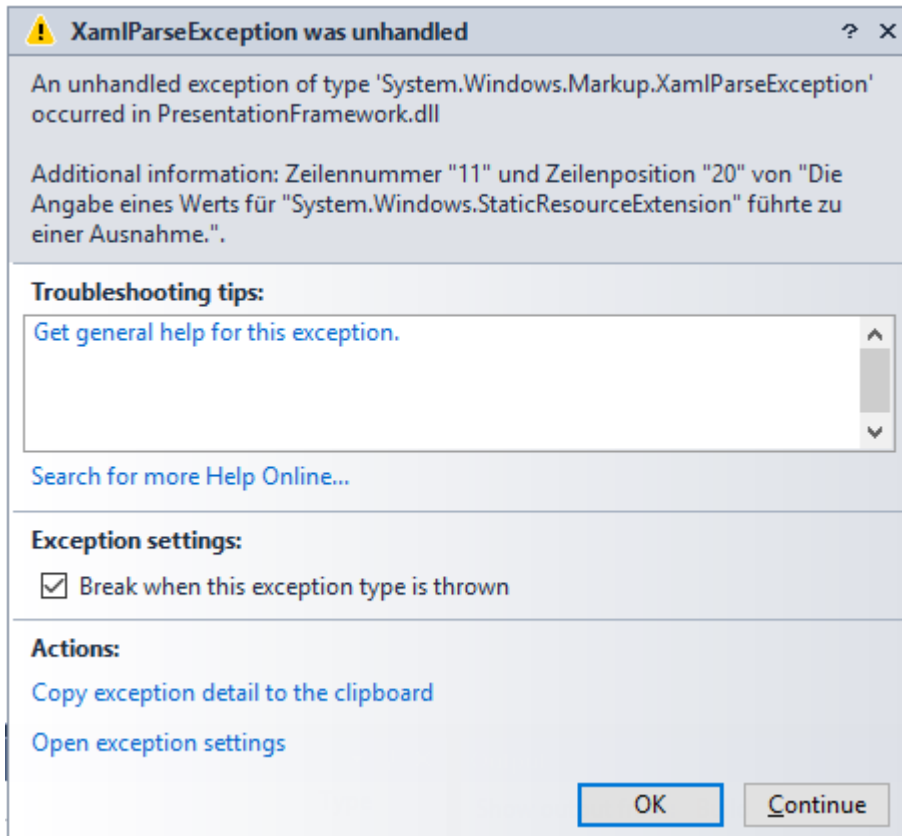 XamlParseException was unhandled
An unhandled exception of type 'System.Windows.Markup.XamlParseException'
occurred in PresentationFramework.dll
Additional information: Zeilennummer "11" und Zeilenposition "20" von "Die
Angabe eines Werts für "System.Windows.StaticResourceExtension" führte zu
einer Ausnahme.".
Troubleshooting tips:
Get general help for this exception.
Search for more Help Online...
Exception settings:
Break when this exception type is thrown
Actions:
Copy exception detail to the clipboard
Open exception settings
OK Continue